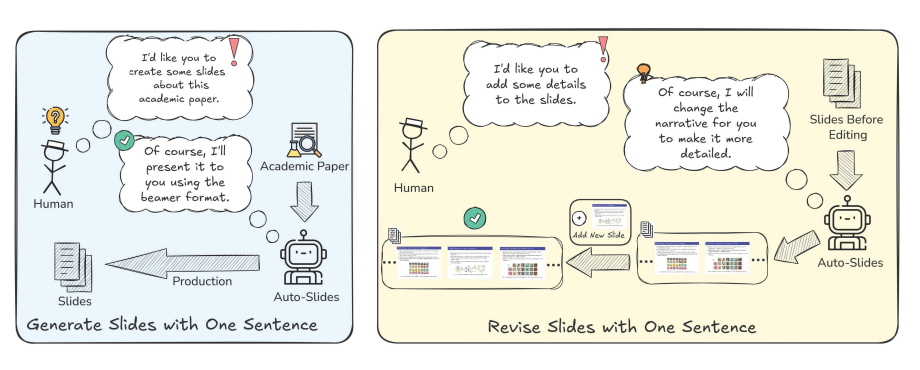 I'd like you to
create some slides
about this
academic paper.
Of course, I'll
present it to
you using the
beamer format.
Academic Paper
Human
Slides
Production
Auto-Slides
Generate Slides with One Sentence
I'd like you to
add some details
to the slides.
Of course, I will
change the
narrative for you
to make it more
detailed.
Slides Before
Editing
Human
Add New Slide
Auto-Slides
Revise Slides with One Sentence